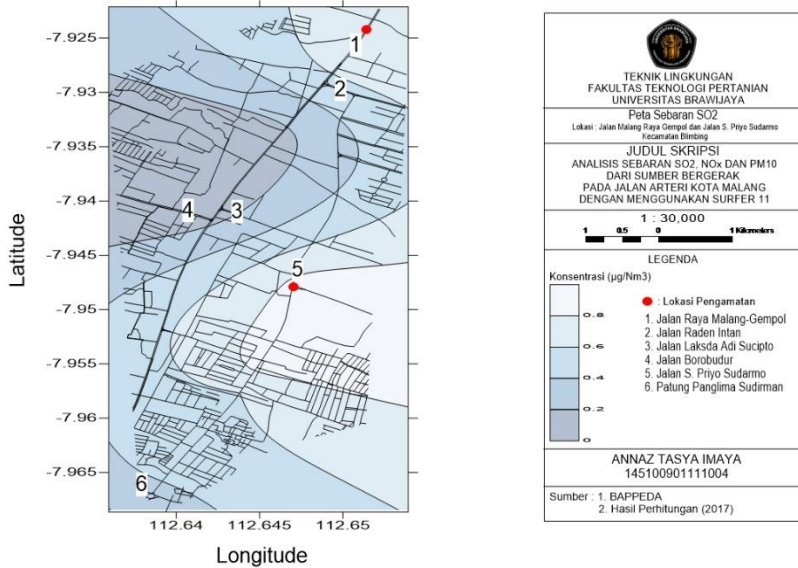 -7.925
-7.93
-7.935
-7.94
-7.945
-7.95
-7.955
-7.96
-7.965
Latitude
112.64
112.645
112.65
Longitude
1
2
3
4
5
6
TEKNIK LINGKUNGAN
FAKULTAS TEKNOLOGI PERTANIAN
UNIVERSITAS BRAWIJAYA
Peta Sebaran SO2
Lokasi : Jalan Malang Raya Gempol dan Jalan S. Priyo Sudarmo
Kecamatan Blimbing
JUDUL SKRIPSI
ANALISIS SEBARAN SO2, NOx DAN PM10
DARI SUMBER BERGERAK
PADA JALAN ARTERI KOTA MALANG
DENGAN MENGGUNAKAN SURFER 11
1 : 30,000
1 0.5 0 1 Kilometers
LEGENDA
Konsentrasi (µg/Nm3)
0.8
0.6
0.4
0.2
0
: Lokasi Pengamatan
1. Jalan Raya Malang-Gempol
2. Jalan Raden Intan
3. Jalan Laksda Adi Sucipto
4. Jalan Borobudur
5. Jalan S. Priyo Sudarmo
6. Patung Panglima Sudirman
ANNAZ TASYA IMAYA
145100901111004
Sumber : 1. BAPPEDA
2. Hasil Perhitungan (2017)